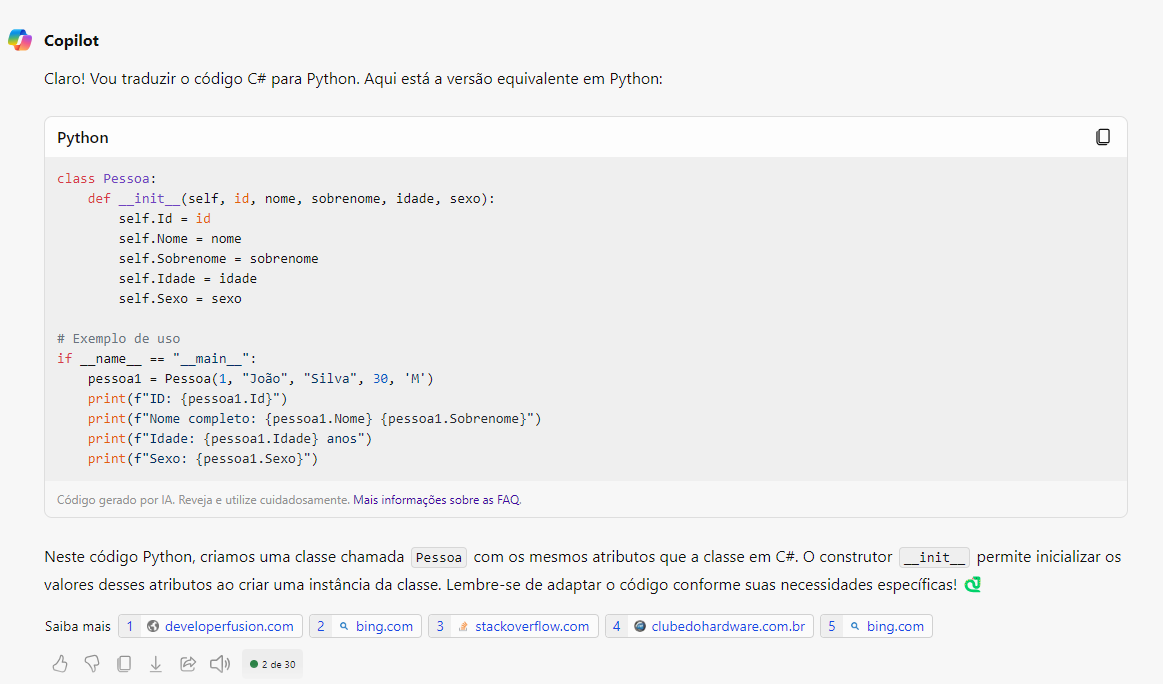 Copilot
Claro! Vou traduzir o código C# para Python. Aqui está a versão equivalente em Python:
Python
class Pessoa:
    def __init__(self, id, nome, sobrenome, idade, sexo):
        self.Id = id
        self.Nome = nome
        self.Sobrenome = sobrenome
        self.Idade = idade
        self.Sexo = sexo
# Exemplo de uso
if __name__ == "__main__":
    pessoa1 = Pessoa(1, "João", "Silva", 30, 'M')
    print(f"ID: {pessoa1.Id}")
    print(f"Nome completo: {pessoa1.Nome} {pessoa1.Sobrenome}")
    print(f"Idade: {pessoa1.Idade} anos")
    print(f"Sexo: {pessoa1.Sexo}")
Código gerado por IA. Reveja e utilize cuidadosamente. Mais informações sobre as FAQ.
Neste código Python, criamos uma classe chamada Pessoa com os mesmos atributos que a classe em C#. O construtor __init__ permite inicializar os
valores desses atributos ao criar uma instância da classe. Lembre-se de adaptar o código conforme suas necessidades específicas!
Saiba mais 1 developerfusion.com 2 bing.com 3 stackoverflow.com 4 clubedohardware.com.br 5 bing.com
2 de 30